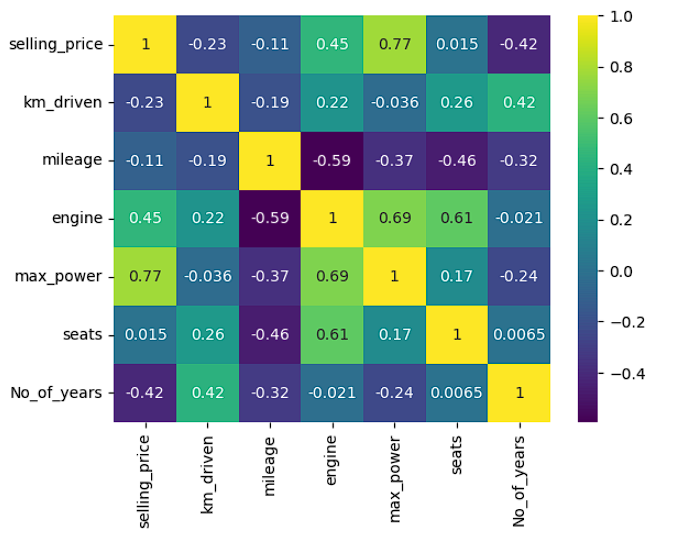 selling_price 1 -0.23 -0.11 0.45 0.77 0.015 -0.42
km_driven -0.23 1 -0.19 0.22 -0.036 0.26 0.42
mileage -0.11 -0.19 1 -0.59 -0.37 -0.46 -0.32
engine 0.45 0.22 -0.59 1 0.69 0.61 -0.021
max_power 0.77 -0.036 -0.37 0.69 1 0.17 -0.24
seats 0.015 0.26 -0.46 0.61 0.17 1 0.0065
No_of_years -0.42 0.42 -0.32 -0.021 -0.24 0.0065 1
selling_price
km_driven
mileage
engine
max_power
seats
No_of_years
1.0
0.8
0.6
0.4
0.2
0.0
−0.2
−0.4